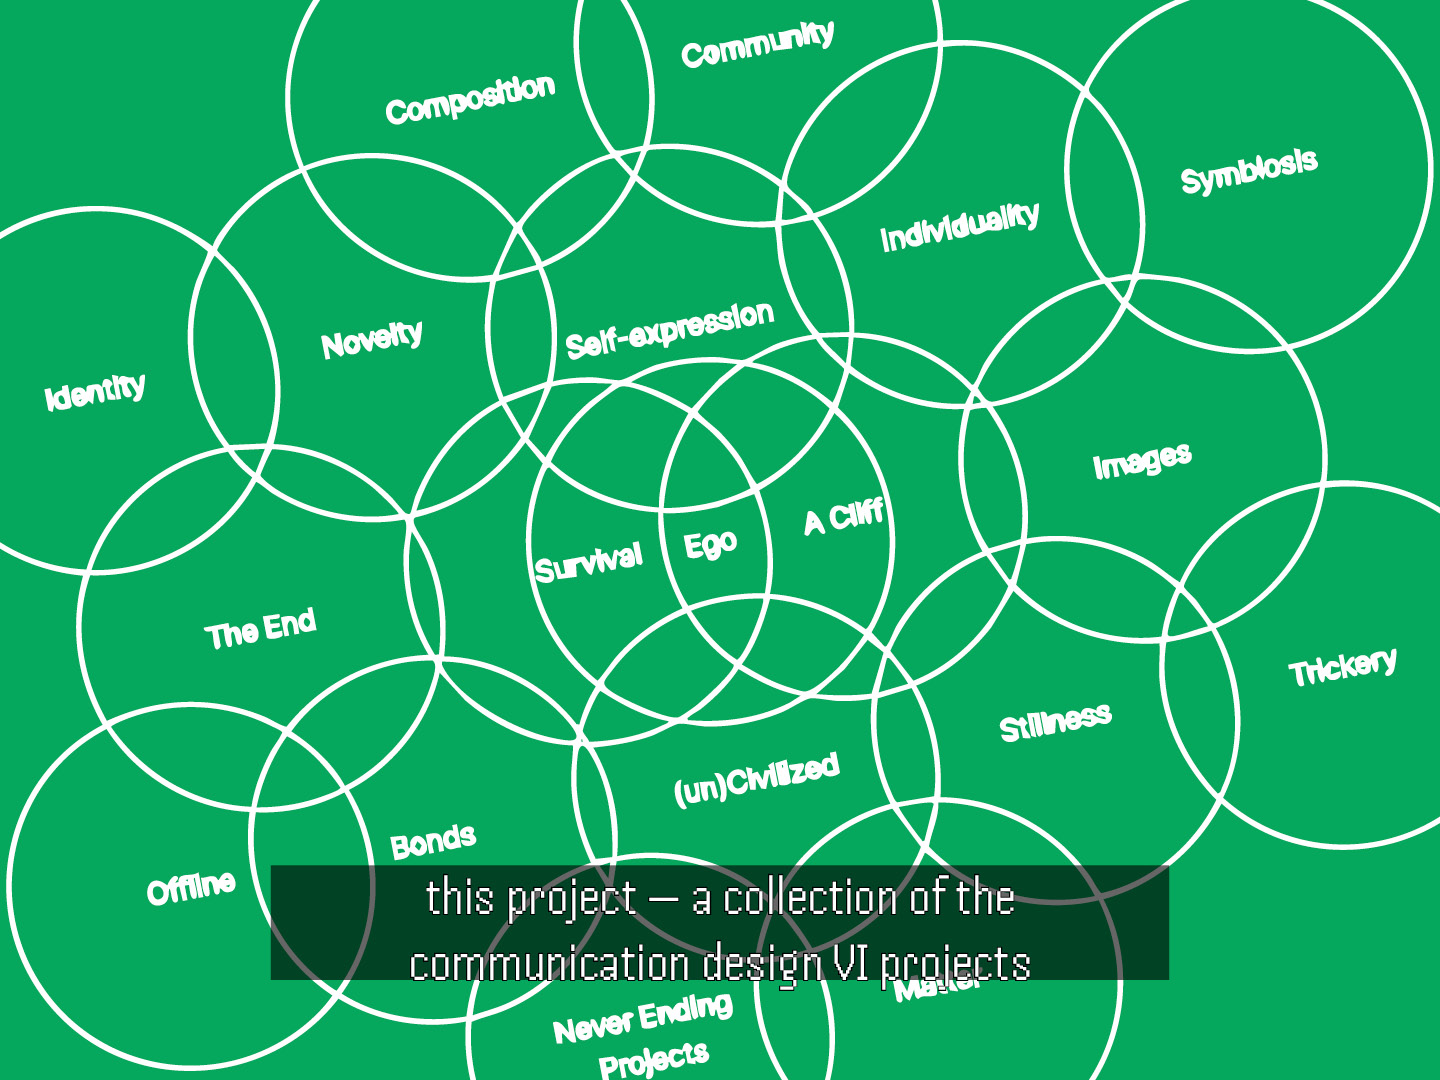 Community
Composition
Symbiosis
Individuality
Self-expression
Novelty
Identity
Images
A Cliff
Ego
Survival
The End
Trickery
Stillness
(un)Civilized
Bonds
Offline
this project — a collection of the
communication design VI projects
Matter
Never Ending
Projects